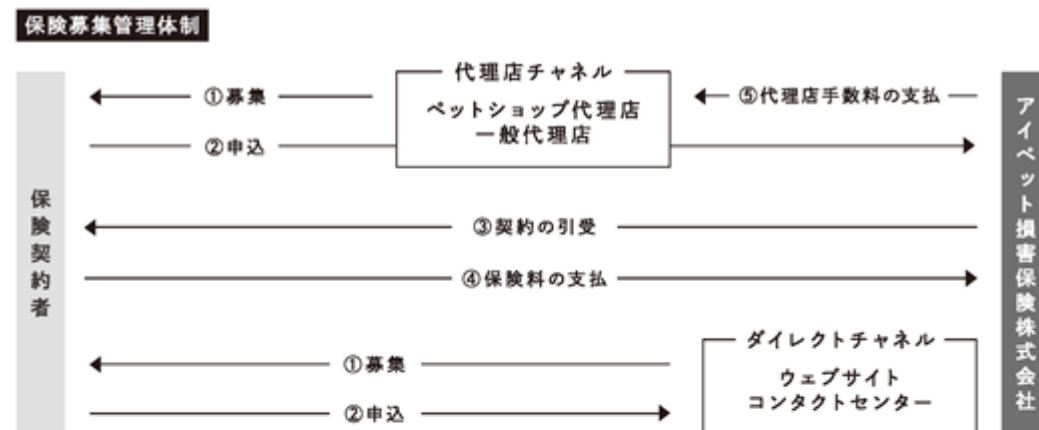 保険募集管理体制
代理店チャネル
①募集
⑤代理店手数料の支払
ペットショップ代理店
一般代理店
②申込
保険契約者
アイペット損害保険株式会社
③契約の引受
④保険料の支払
ダイレクトチャネル
①募集
ウェブサイト
コンタクトセンター
②申込